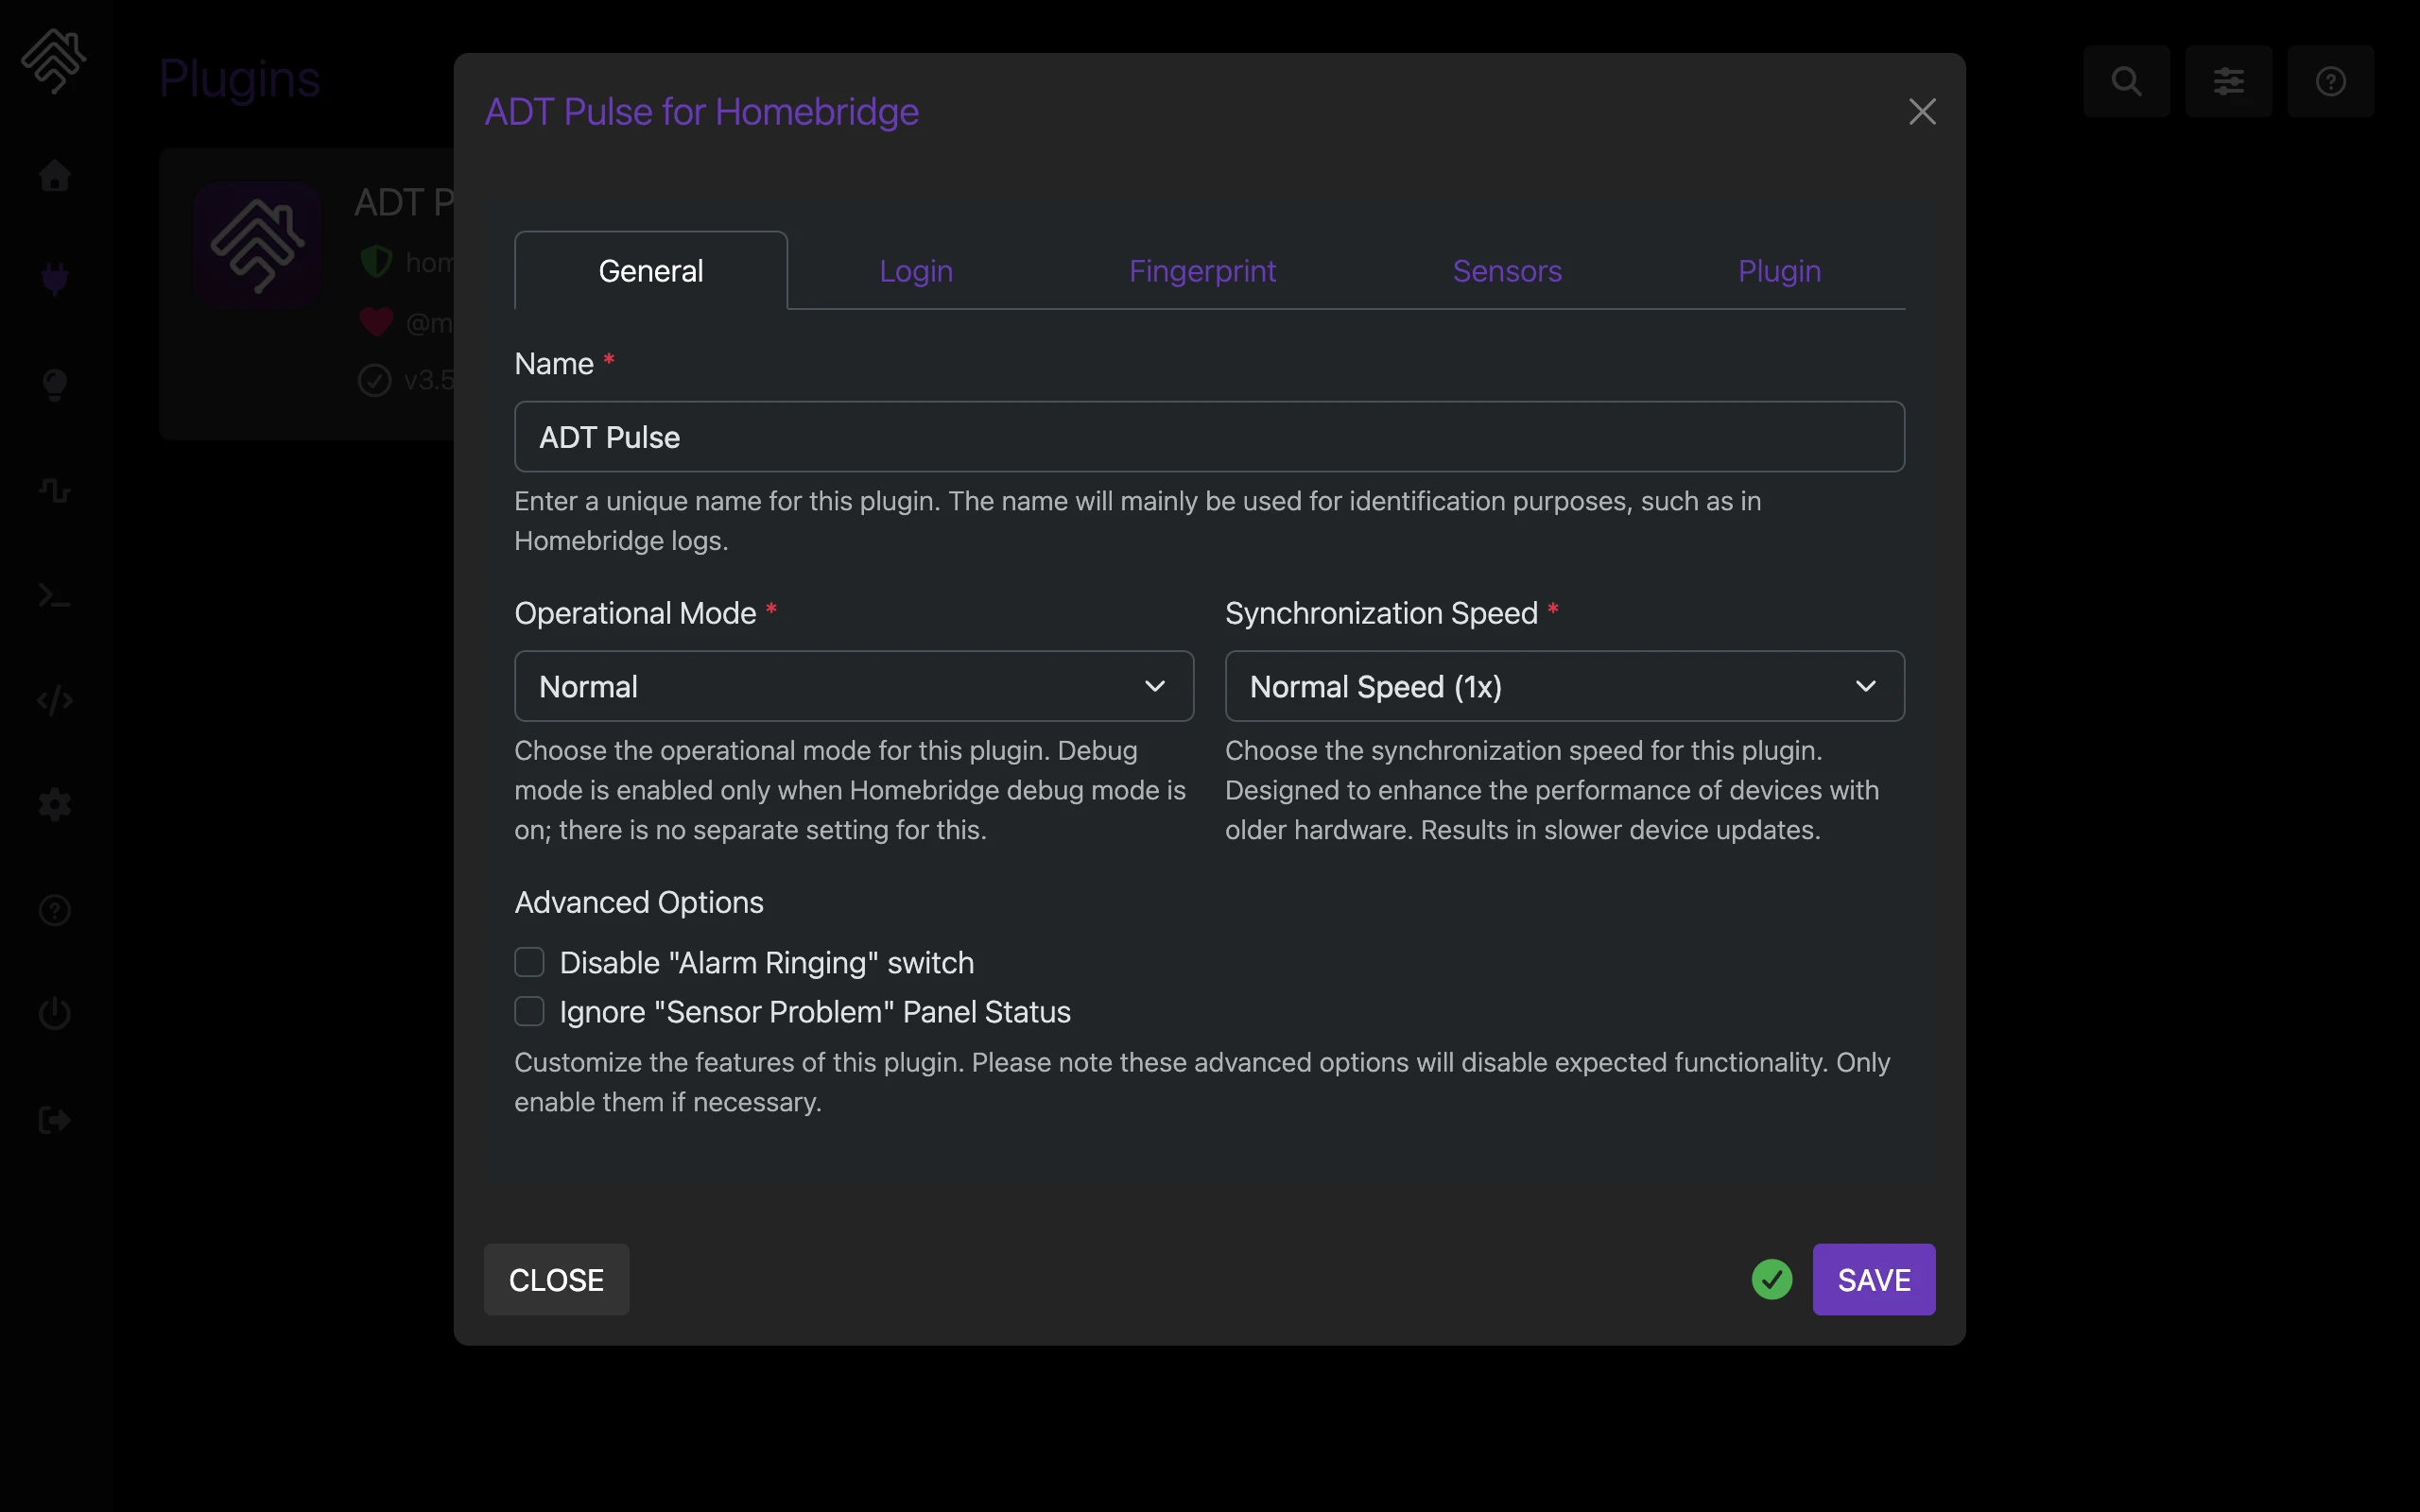 Plugins
ADT Pulse for Homebridge
ADT P
hom
@m
v3.5
General
Login
Fingerprint
Sensors
Plugin
Name *
ADT Pulse
Enter a unique name for this plugin. The name will mainly be used for identification purposes, such as in
Homebridge logs.
Operational Mode *
Normal
Choose the operational mode for this plugin. Debug
mode is enabled only when Homebridge debug mode is
on; there is no separate setting for this.
Synchronization Speed *
Normal Speed (1x)
Choose the synchronization speed for this plugin.
Designed to enhance the performance of devices with
older hardware. Results in slower device updates.
Advanced Options
Disable "Alarm Ringing" switch
Ignore "Sensor Problem" Panel Status
Customize the features of this plugin. Please note these advanced options will disable expected functionality. Only
enable them if necessary.
CLOSE
SAVE